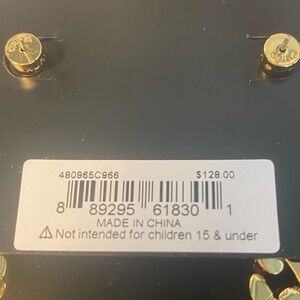 480965C966 $128.00
8 89295 61830 1
MADE IN CHINA
⚠ Not intended for children 15 & under